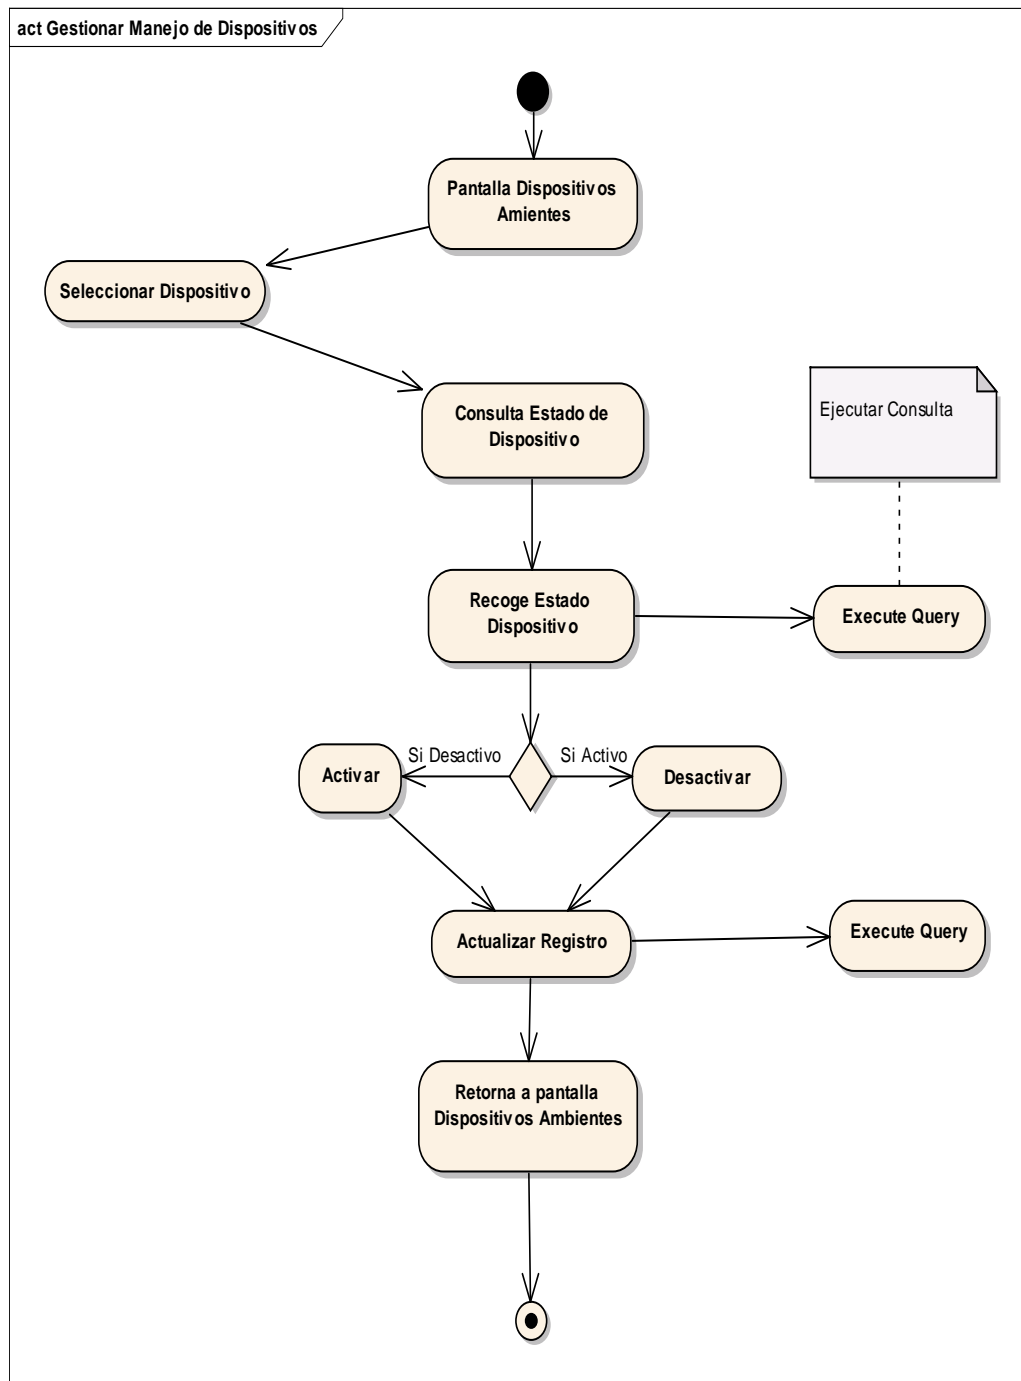 act Gestionar Manejo de Dispositivos
Pantalla Dispositivos
Amientes
Seleccionar Dispositivo
Consulta Estado de
Dispositivo
Ejecutar Consulta
Recoge Estado
Dispositivo
Execute Query
Si Desactivo
Si Activo
Activar
Desactivar
Actualizar Registro
Execute Query
Retorna a pantalla
Dispositivos Ambientes